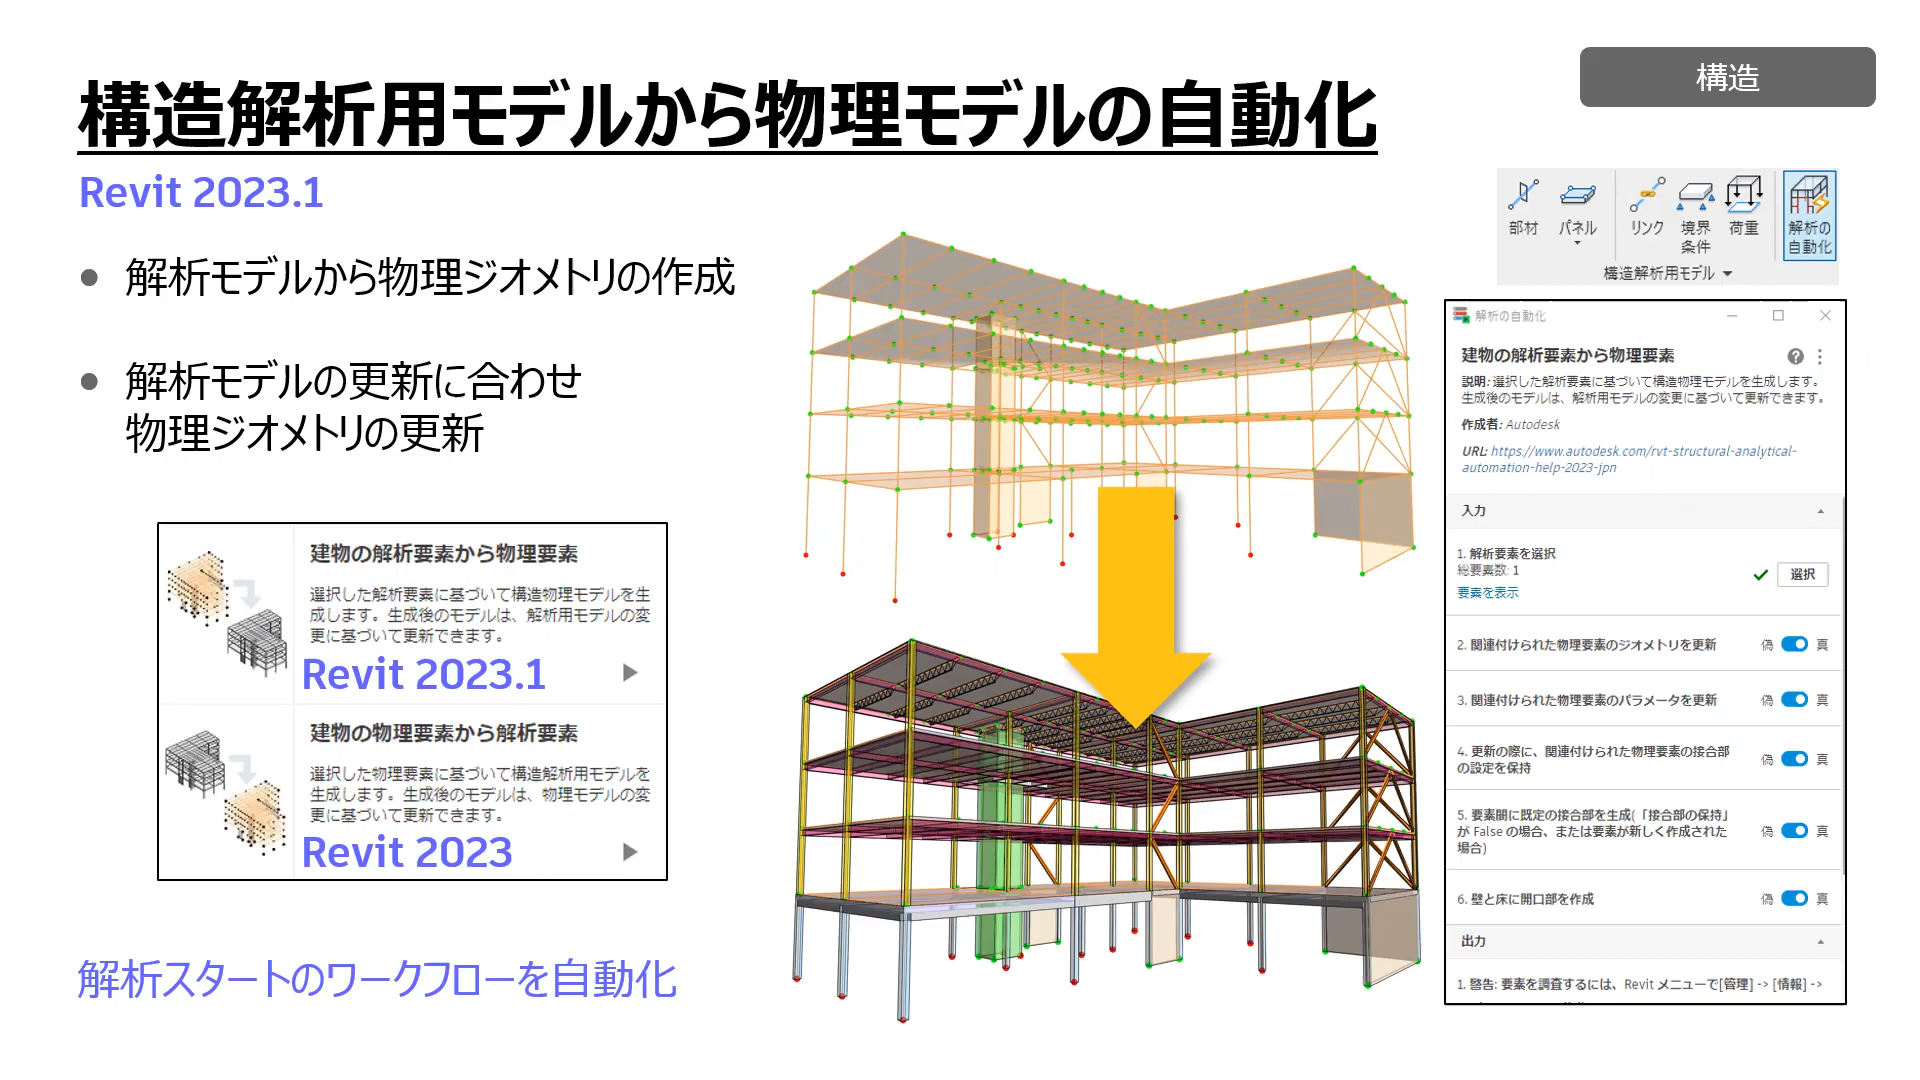 構造解析用モデルから物理モデルの自動化
構造
Revit 2023.1
● 解析モデルから物理ジオメトリの作成
● 解析モデルの更新に合わせ
物理ジオメトリの更新
建物の解析要素から物理要素
選択した解析要素に基づいて構造物理モデルを生
成します。生成後のモデルは、解析用モデルの変
更に基づいて更新できます。
Revit 2023.1
建物の物理要素から解析要素
選択した物理要素に基づいて構造解析用モデルを
生成します。生成後のモデルは、物理モデルの変
更に基づいて更新できます。
Revit 2023
解析スタートのワークフローを自動化
部材
パネル
リンク
境界
条件
荷重
解析の
自動化
構造解析用モデル
解析の自動化
建物の解析要素から物理要素
説明: 選択した解析要素に基づいて構造物理モデルを生成します。
生成後のモデルは、解析用モデルの変更に基づいて更新できます。
作成者: Autodesk
URL: https://www.autodesk.com/rvt-structural-analytical-
automation-help-2023-jpn
入力
1. 解析要素を選択
総要素数: 1
要素を表示
選択
2. 関連付けられた物理要素のジオメトリを更新 偽 真
3. 関連付けられた物理要素のパラメータを更新 偽 真
4. 更新の際に、関連付けられた物理要素の接合部
の設定を保持 偽 真
5. 要素間に既定の接合部を生成(「接合部の保持」
が False の場合、または要素が新しく作成された
場合) 偽 真
6. 壁と床に開口部を作成 偽 真
出力
1. 警告: 要素を調査するには、Revit メニューで[管理] -> [情報] ->